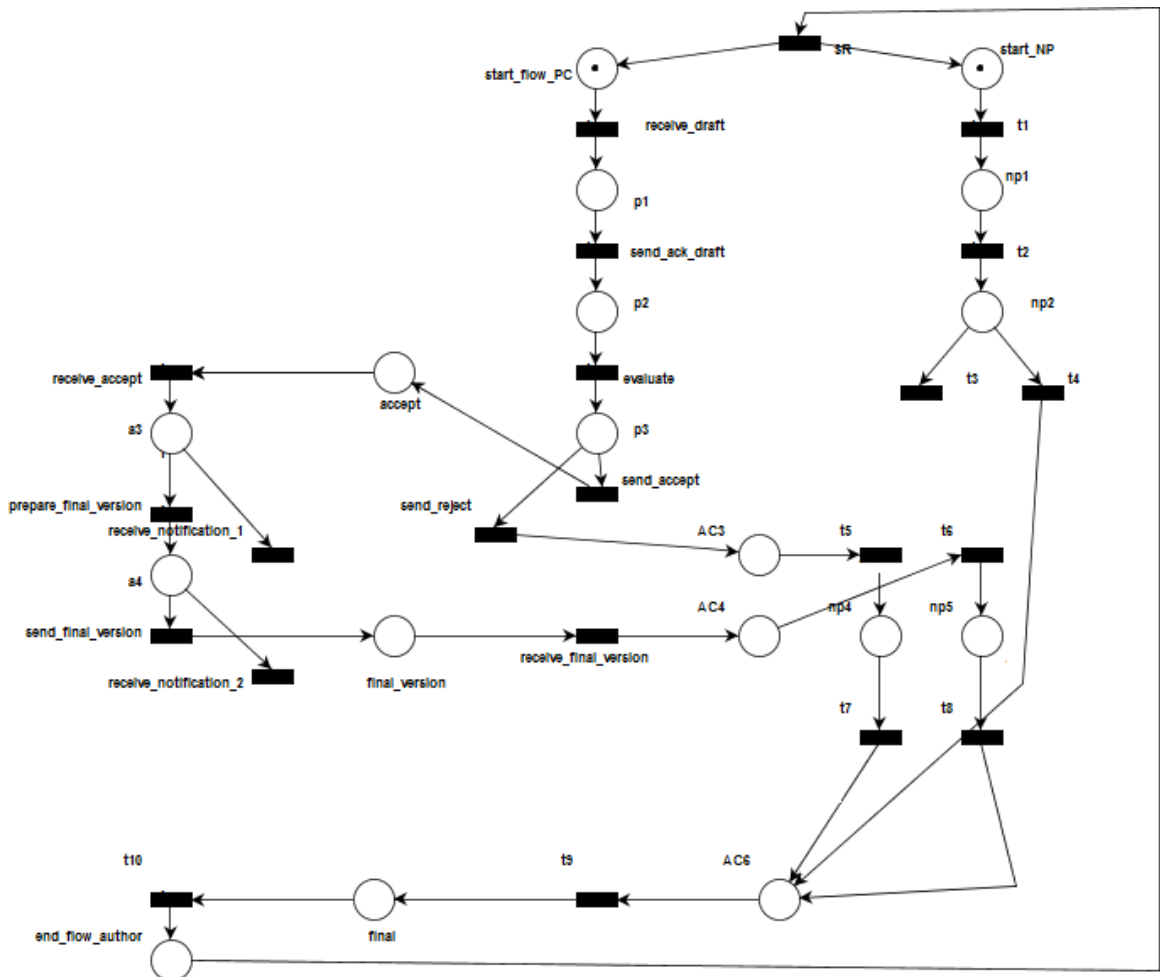 $R
start_NP
start_flow_PC
receive_draft
t1
np1
p1
send_ack_draft
t2
p2
np2
receive_accept
evaluate
t3
t4
accept
a3
p3
send_accept
prepare_final_version
send_reject
receive_notification_1
AC3
t5
t6
a4
AC4
np4
np5
send_final_version
receive_final_version
receive_notification_2
final_version
t7
t8
t10
t9
AC6
end_flow_author
final